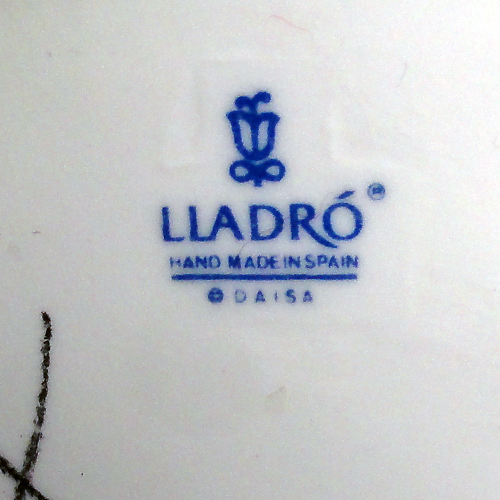 LLADRÓ ®
HAND MADE IN SPAIN
© DAISA